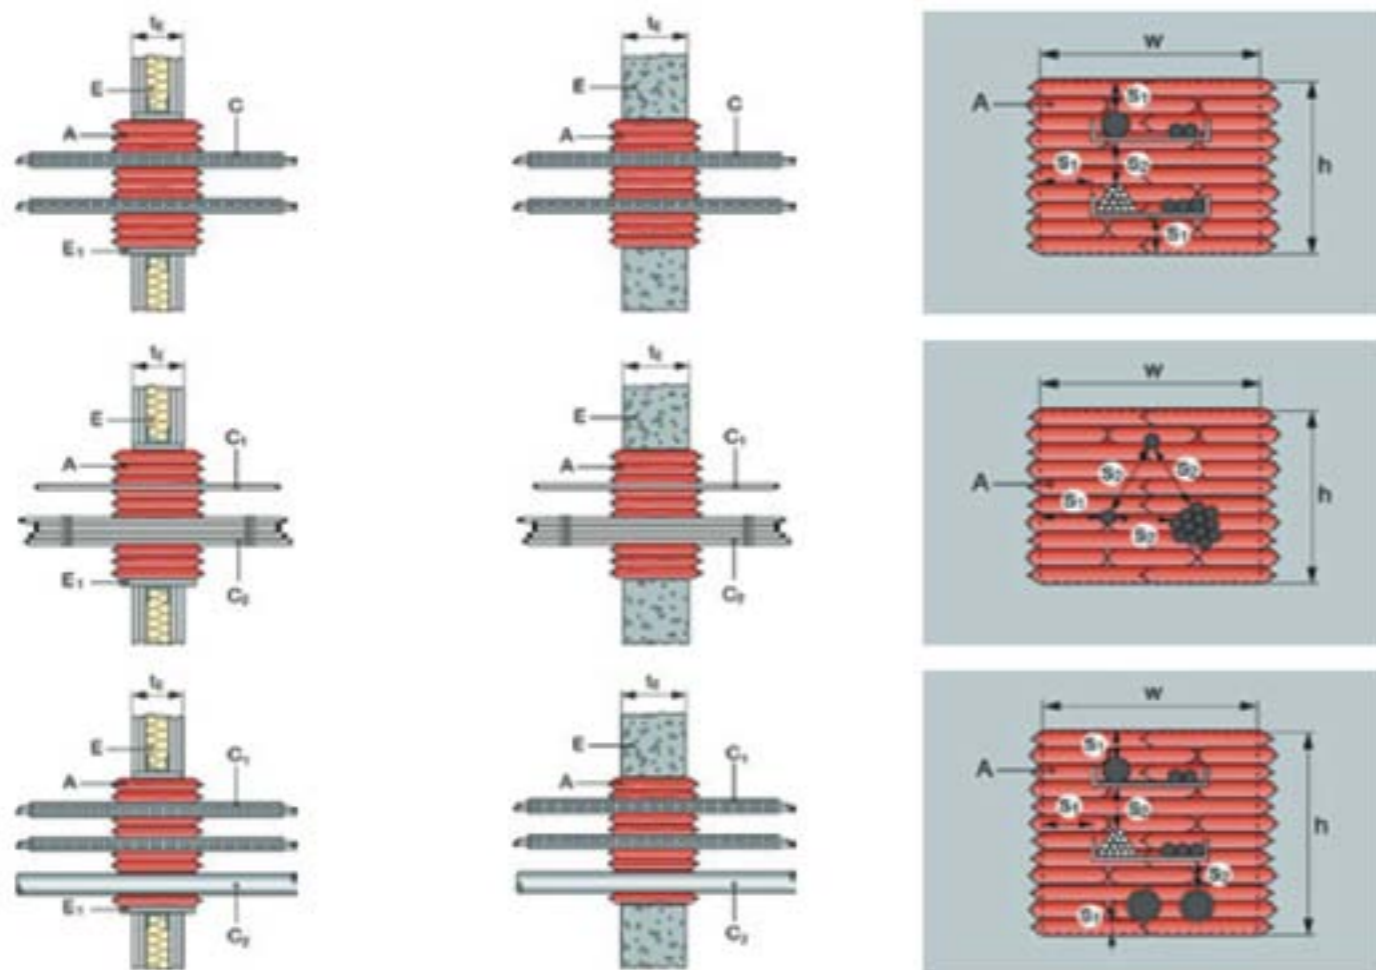 tE tE w
E E A S1
C C
A A
S1 S2 h
E1 S1
tE tE w
E E
C1 C1
A A S2 S2
A h
S1
S2
E1
C2 C2
tE tE w
E E S1
C1 C1 A
A A
S1 S2
h
S2
E1 S1
C2 C2